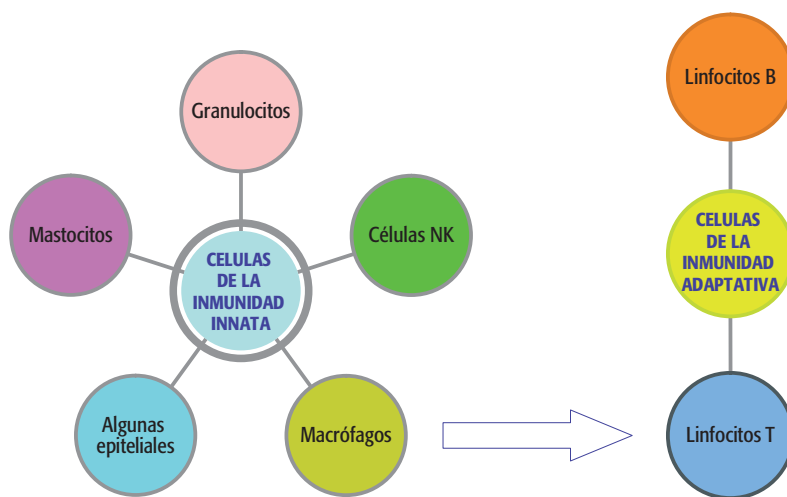 Granulocitos
Mastocitos
Células NK
CELULAS
DE LA
INMUNIDAD
INNATA
Algunas
epiteliales
Macrófagos
Linfocitos B
CELULAS
DE LA
INMUNIDAD
ADAPTATIVA
Linfocitos T